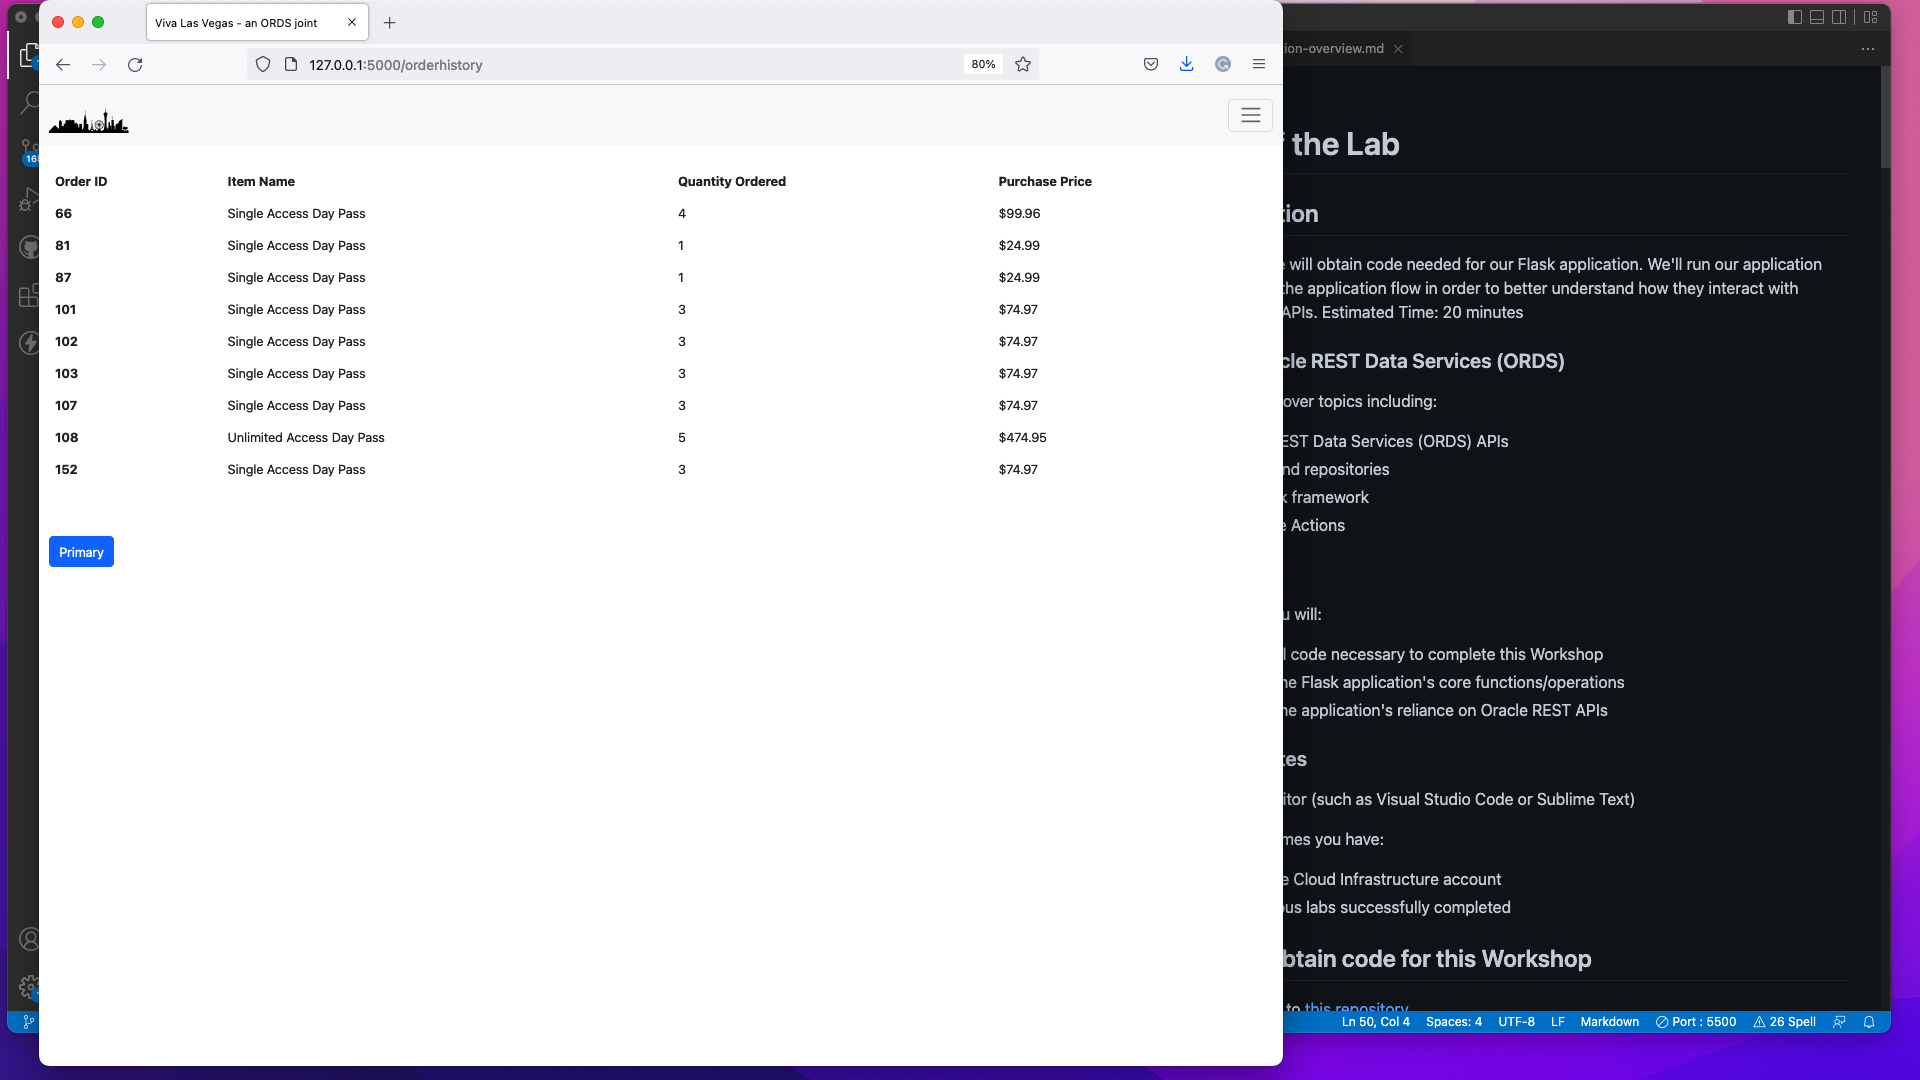 Viva Las Vegas - an ORDS joint
127.0.0.1:5000/orderhistory
80%
Order ID Item Name Quantity Ordered Purchase Price
66 Single Access Day Pass 4 $99.96
81 Single Access Day Pass 1 $24.99
87 Single Access Day Pass 1 $24.99
101 Single Access Day Pass 3 $74.97
102 Single Access Day Pass 3 $74.97
103 Single Access Day Pass 3 $74.97
107 Single Access Day Pass 3 $74.97
108 Unlimited Access Day Pass 5 $474.95
152 Single Access Day Pass 3 $74.97
Primary
ion-overview.md
the Lab
tion
will obtain code needed for our Flask application. We'll run our application
the application flow in order to better understand how they interact with
APIs. Estimated Time: 20 minutes
cle REST Data Services (ORDS)
over topics including:
EST Data Services (ORDS) APIs
nd repositories
framework
Actions
will:
code necessary to complete this Workshop
he Flask application's core functions/operations
he application's reliance on Oracle REST APIs
tes
itor (such as Visual Studio Code or Sublime Text)
mes you have:
Cloud Infrastructure account
ous labs successfully completed
btain code for this Workshop
to this repository
Ln 50, Col 4 Spaces: 4 UTF-8 LF Markdown Port : 5500 26 Spell